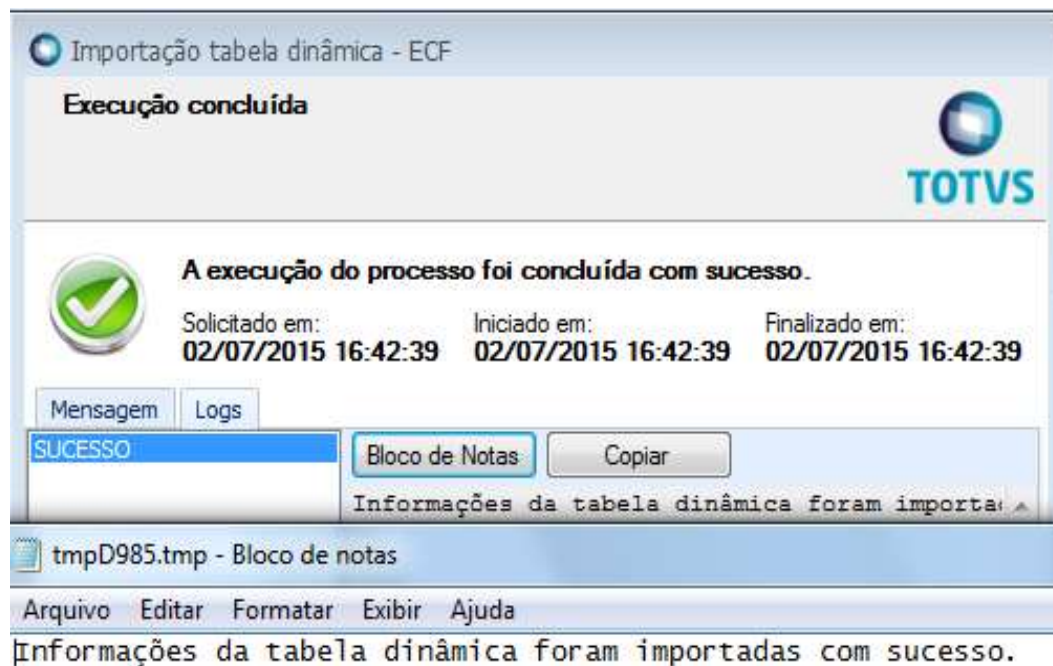 Importação tabela dinâmica - ECF
Execução concluída
TOTVS
A execução do processo foi concluída com sucesso.
Solicitado em: Iniciado em: Finalizado em:
02/07/2015 16:42:39 02/07/2015 16:42:39 02/07/2015 16:42:39
Mensagem Logs
SUCESSO Bloco de Notas Copiar
Informações da tabela dinâmica foram importa
tmpD985.tmp - Bloco de notas
Arquivo Editar Formatar Exibir Ajuda
Informações da tabela dinâmica foram importadas com sucesso.